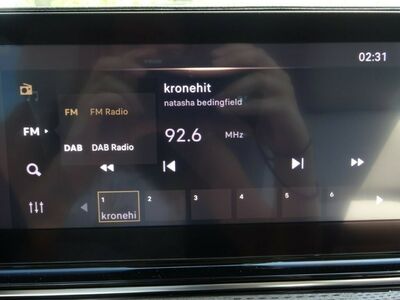 02:31
kronehit
natasha bedingfield
FM FM Radio
FM
92.6 MHz
DAB DAB Radio
1 2 3 4 5 6
kronehi